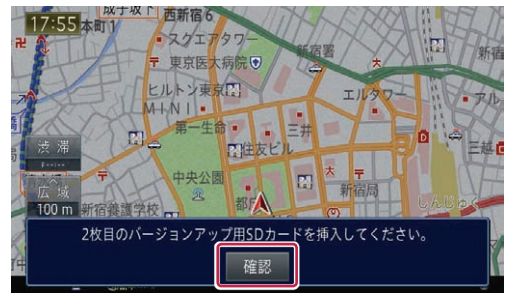 17:55
成子坂下
西新宿6
本町1
スクエアタワー
新宿署
新宿
東京医大病院
ヒルトン東京
MINI
エルタワー
アル
第一生命
三井
住友ビル
三越
渋滞
広域
100 m
中央公園
新宿養護学校
都庁
新宿局
しんじゅく
2枚目のバージョンアップ用SDカードを挿入してください。
確認